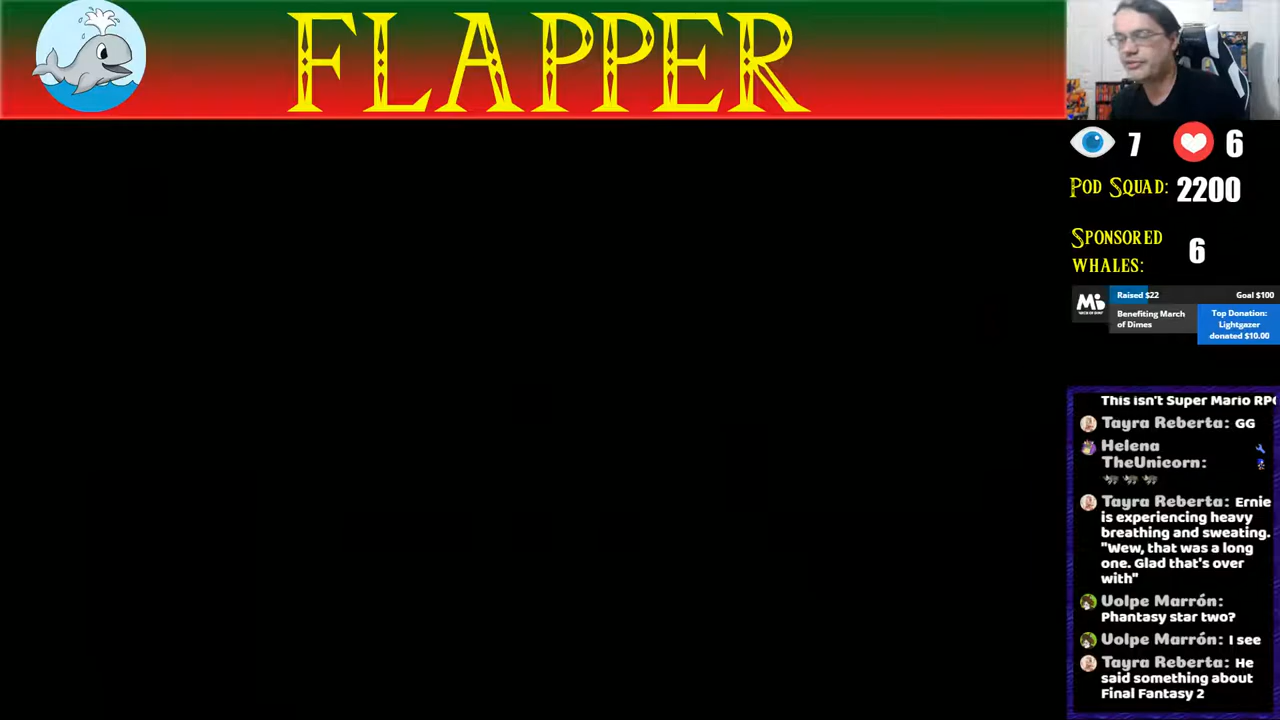 FLAPPER
7 6
Pod Squad: 2200
Sponsored
Whales: 6
Raised $22 Goal $100
Benefiting March
of Dimes
Top Donation:
Lightgazer
donated $10.00
This isn't Super Mario RPG
Tayra Reberta: GG
Helena
TheUnicorn:
Tayra Reberta: Ernie
is experiencing heavy
breathing and sweating.
"Wew, that was a long
one. Glad that's over
with"
Volpe Marrón:
Phantasy star two?
Volpe Marrón: I see
Tayra Reberta: He
said something about
Final Fantasy 2